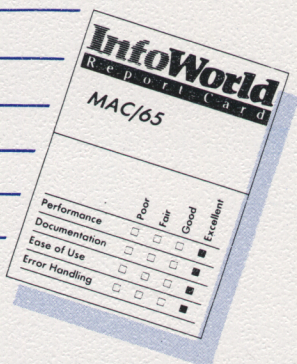 InfoWorld
Report Card
MAC/65
Poor
Fair
Good
Excellent
Performance
Documentation
Ease of Use
Error Handling